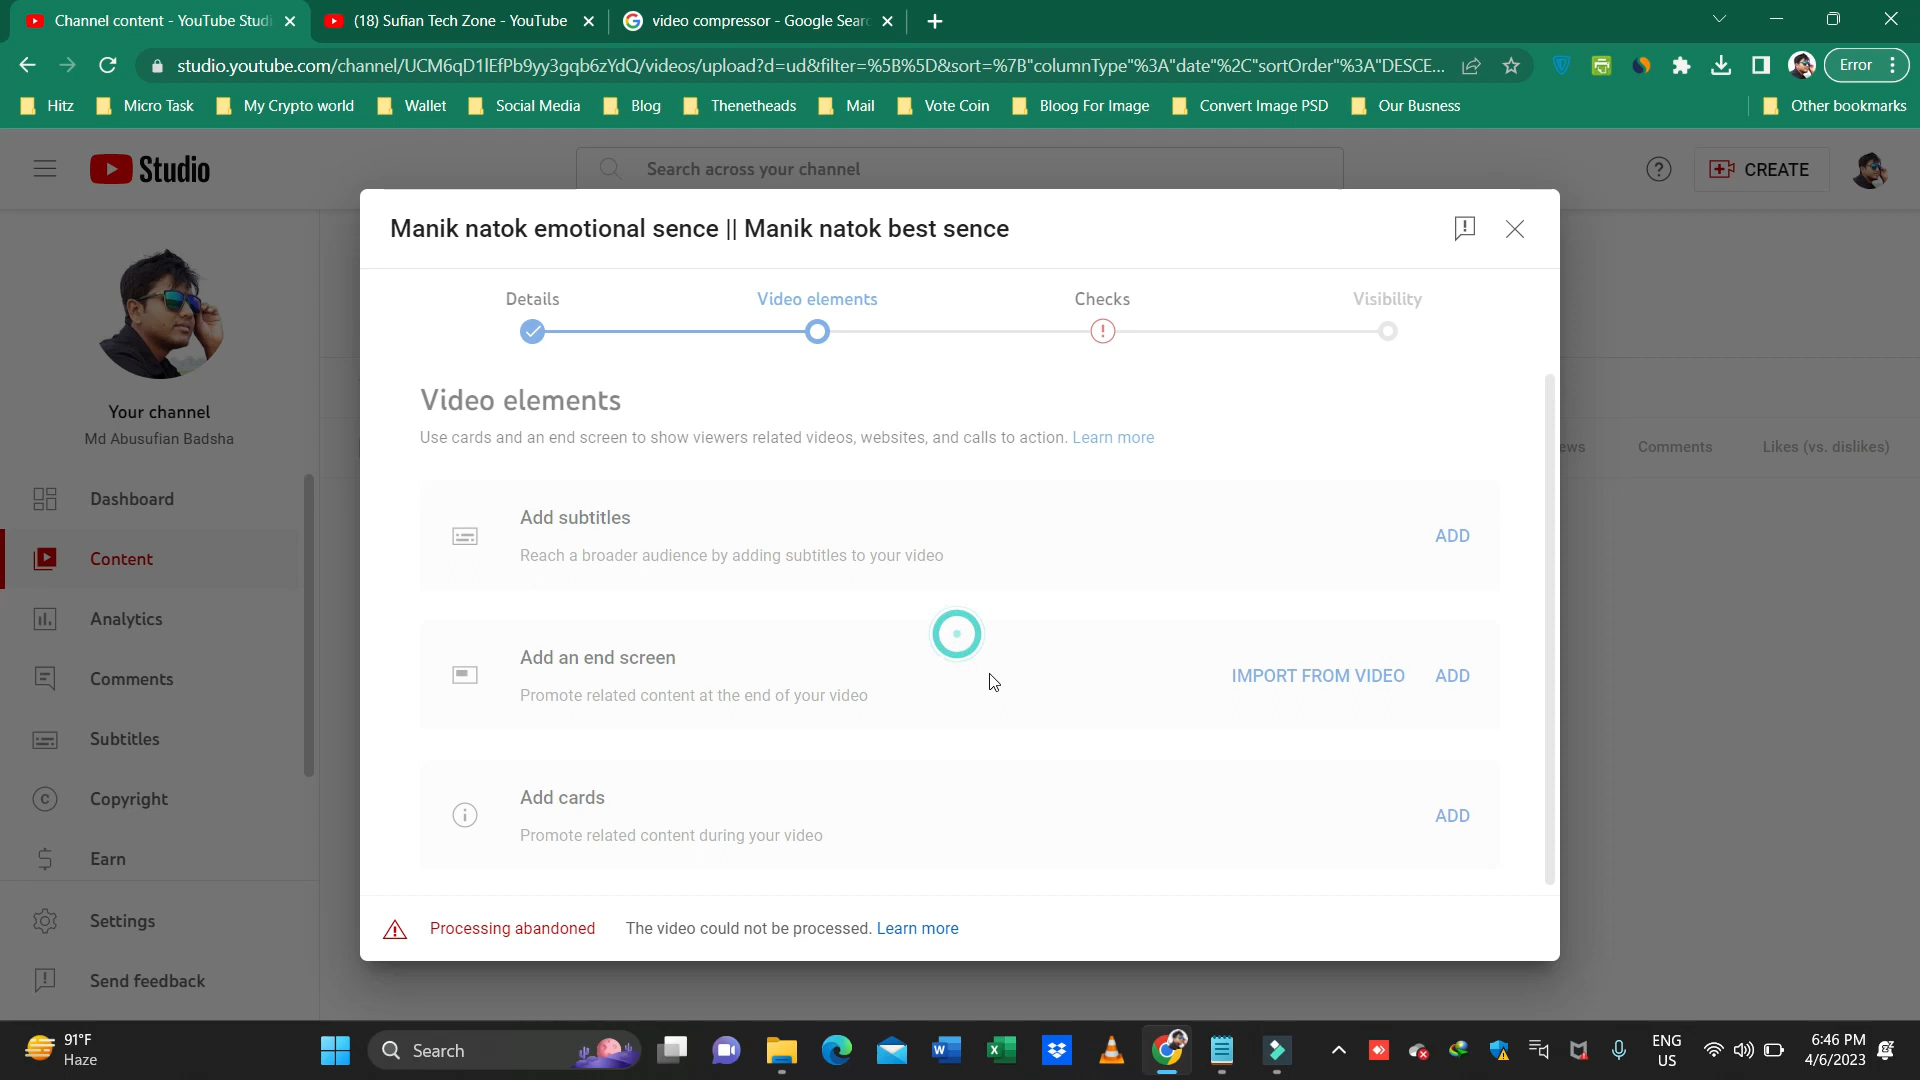 Channel content - YouTube Studi
(18) Sufian Tech Zone - YouTube
video compressor - Google Searc
studio.youtube.com/channel/UCM6qD1lEfPb9yy3gqb6zYdQ/videos/upload?d=ud&filter=%5B%5D&sort=%7B"columnType"%3A"date"%2C"sortOrder"%3A"DESCE...
Error
Hitz
Micro Task
My Crypto world
Wallet
Social Media
Blog
Thenetheads
Mail
Vote Coin
Bloog For Image
Convert Image PSD
Our Busness
Other bookmarks
Studio
Search across your channel
CREATE
Manik natok emotional sence || Manik natok best sence
Details
Video elements
Checks
Visibility
Your channel
Md Abusufian Badsha
Video elements
Use cards and an end screen to show viewers related videos, websites, and calls to action. Learn more
ews
Comments
Likes (vs. dislikes)
Dashboard
Content
Analytics
Comments
Subtitles
Copyright
Earn
Settings
Send feedback
Add subtitles
Reach a broader audience by adding subtitles to your video
ADD
Add an end screen
Promote related content at the end of your video
IMPORT FROM VIDEO
ADD
Add cards
Promote related content during your video
ADD
Processing abandoned
The video could not be processed. Learn more
91°F
Haze
Search
ENG
US
6:46 PM
4/6/2023